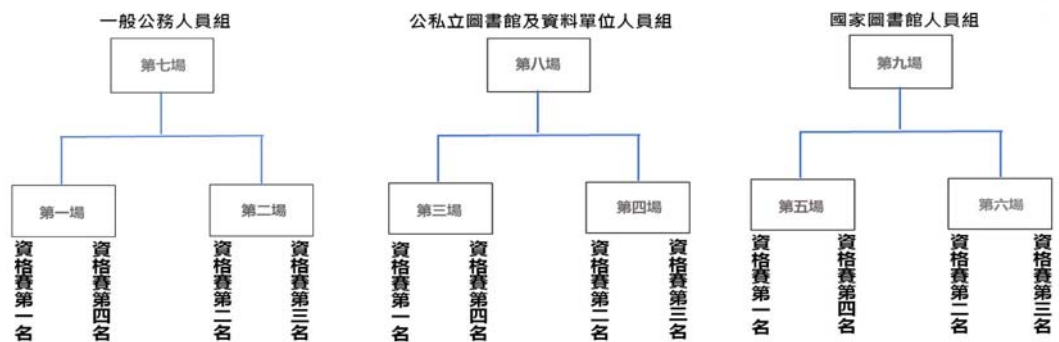 一般公務人員組
公私立圖書館及資料單位人員組
國家圖書館人員組
第七場
第八場
第九場
第一場
第二場
第三場
第四場
第五場
第六場
資格賽第一名
資格賽第四名
資格賽第二名
資格賽第三名
資格賽第一名
資格賽第四名
資格賽第二名
資格賽第三名
資格賽第一名
資格賽第四名
資格賽第二名
資格賽第三名